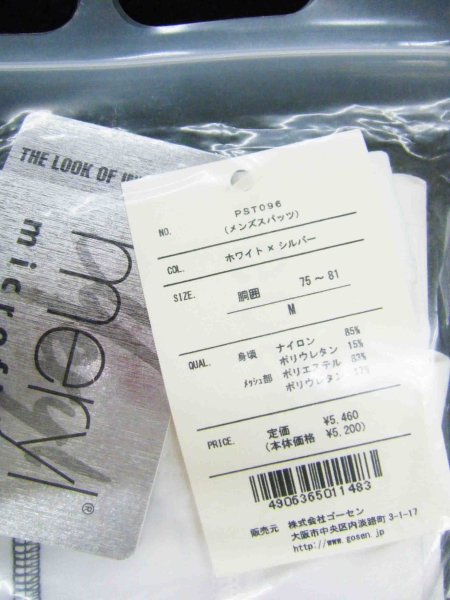 THE LOOK OF
meryl®
PST096
NO. (メンズスパッツ)
COL. ホワイト × シルバー
SIZE. 胴囲 75～81
M
QUAL. 身頃 ナイロン 85%
ポリウレタン 15%
メッシュ部 ポリエステル 83%
ポリウレタン 17%
PRICE. 定価 ¥5,460
(本体価格 ¥5,200)
4906365011483
販売元 株式会社ゴーセン
大阪市中央区内淡路町3-1-17
http://www.gosen.jp